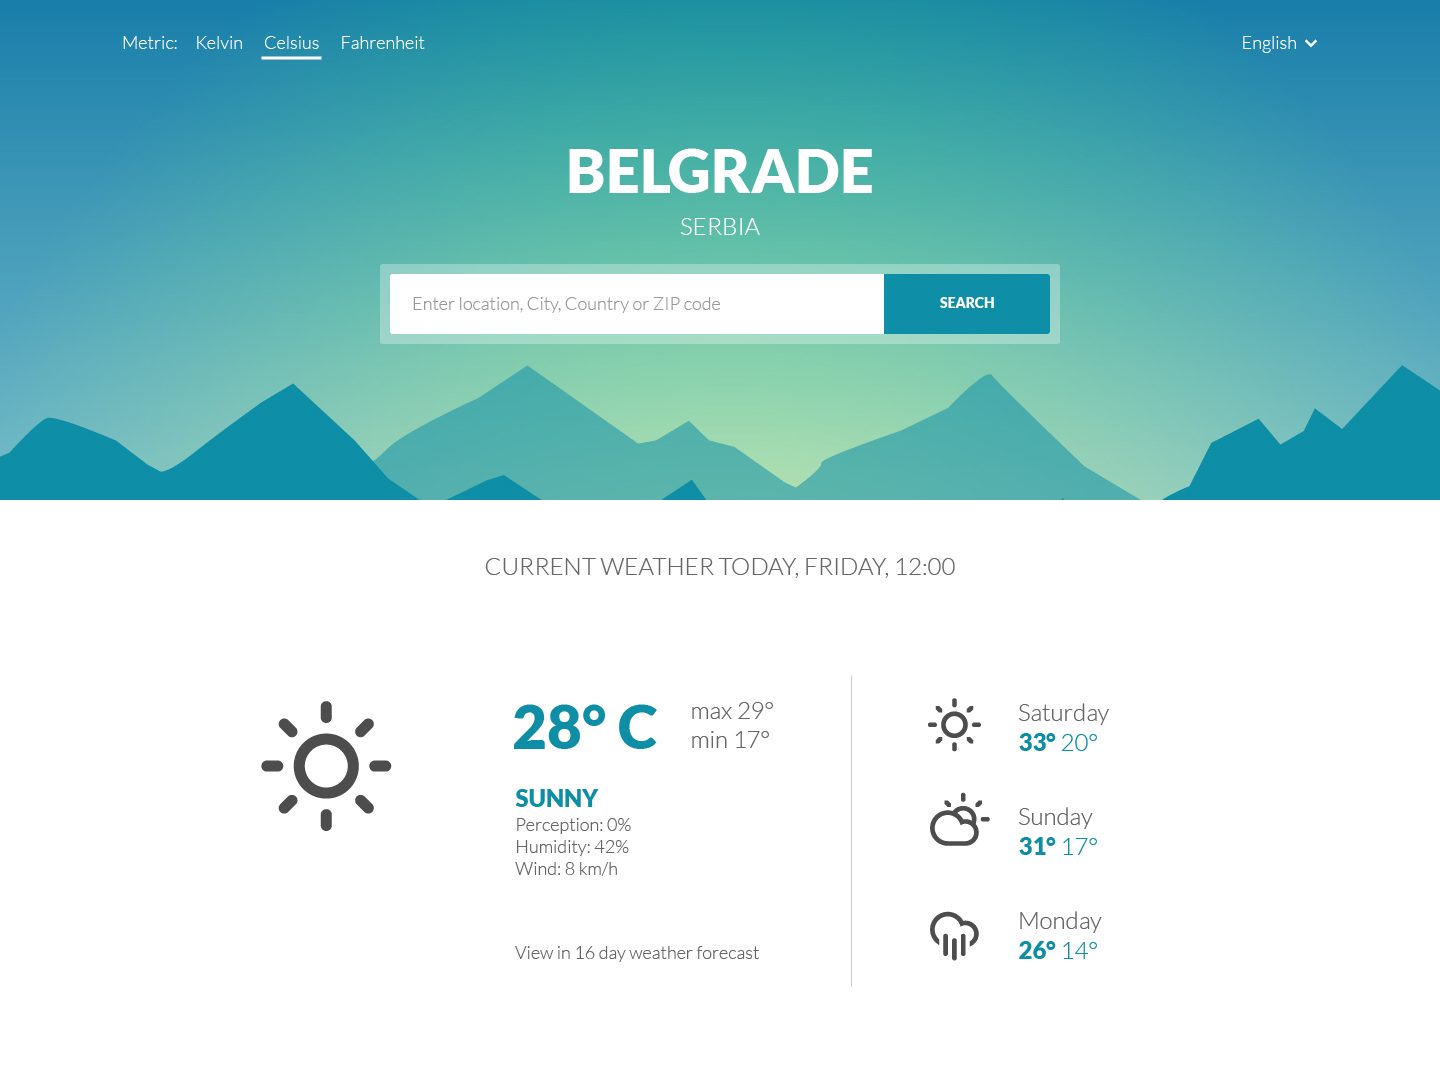 Metric: Kelvin Celsius Fahrenheit English
BELGRADE
SERBIA
Enter location, City, Country or ZIP code SEARCH
CURRENT WEATHER TODAY, FRIDAY, 12:00
28° C
max 29°
min 17°
SUNNY
Perception: 0%
Humidity: 42%
Wind: 8 km/h
View in 16 day weather forecast
Saturday
33° 20°
Sunday
31° 17°
Monday
26° 14°